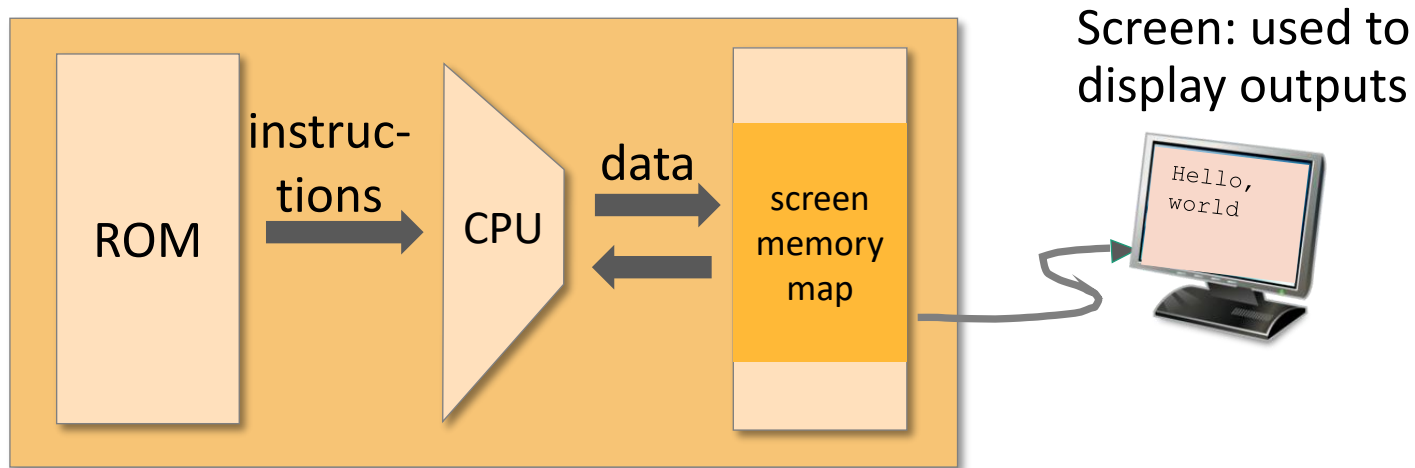 Screen: used to
display outputs
ROM
instruc-
tions
CPU
data
screen
memory
map
Hello,
world